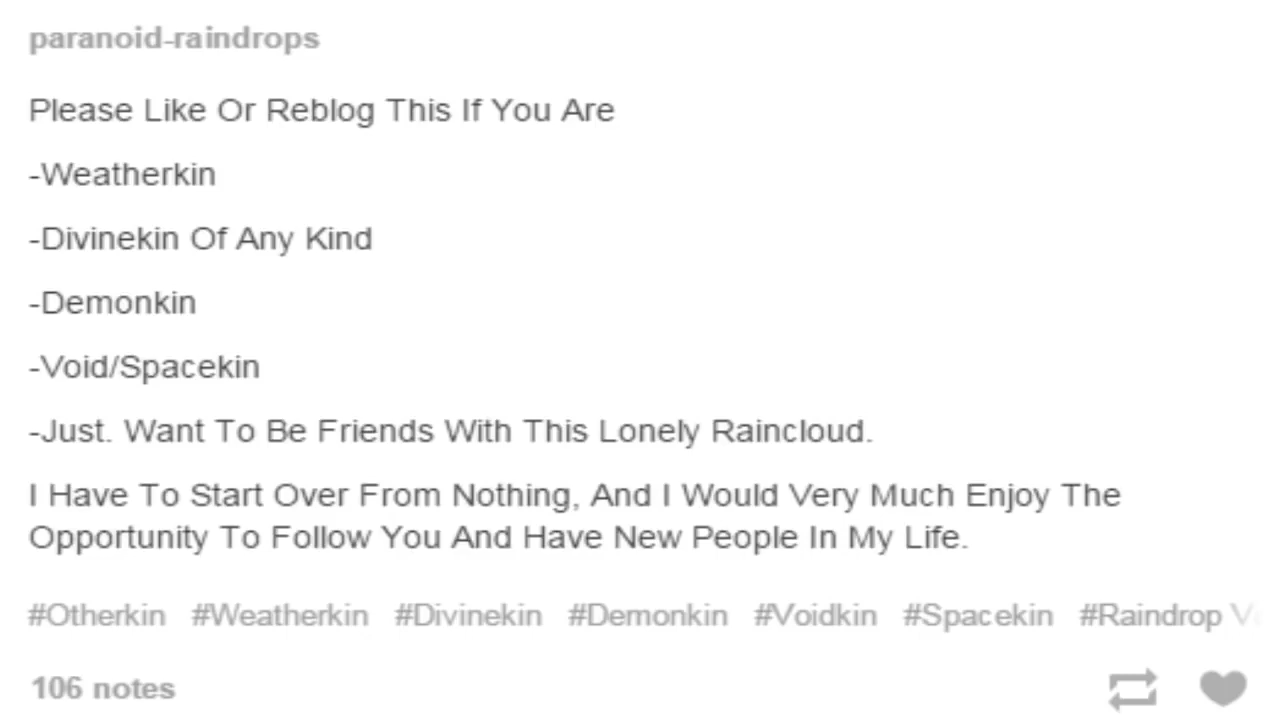 paranoid-raindrops
Please Like Or Reblog This If You Are
-Weatherkin
-Divinekin Of Any Kind
-Demonkin
-Void/Spacekin
-Just. Want To Be Friends With This Lonely Raincloud.
I Have To Start Over From Nothing, And I Would Very Much Enjoy The
Opportunity To Follow You And Have New People In My Life.
#Otherkin #Weatherkin #Divinekin #Demonkin #Voidkin #Spacekin #Raindrop
106 notes